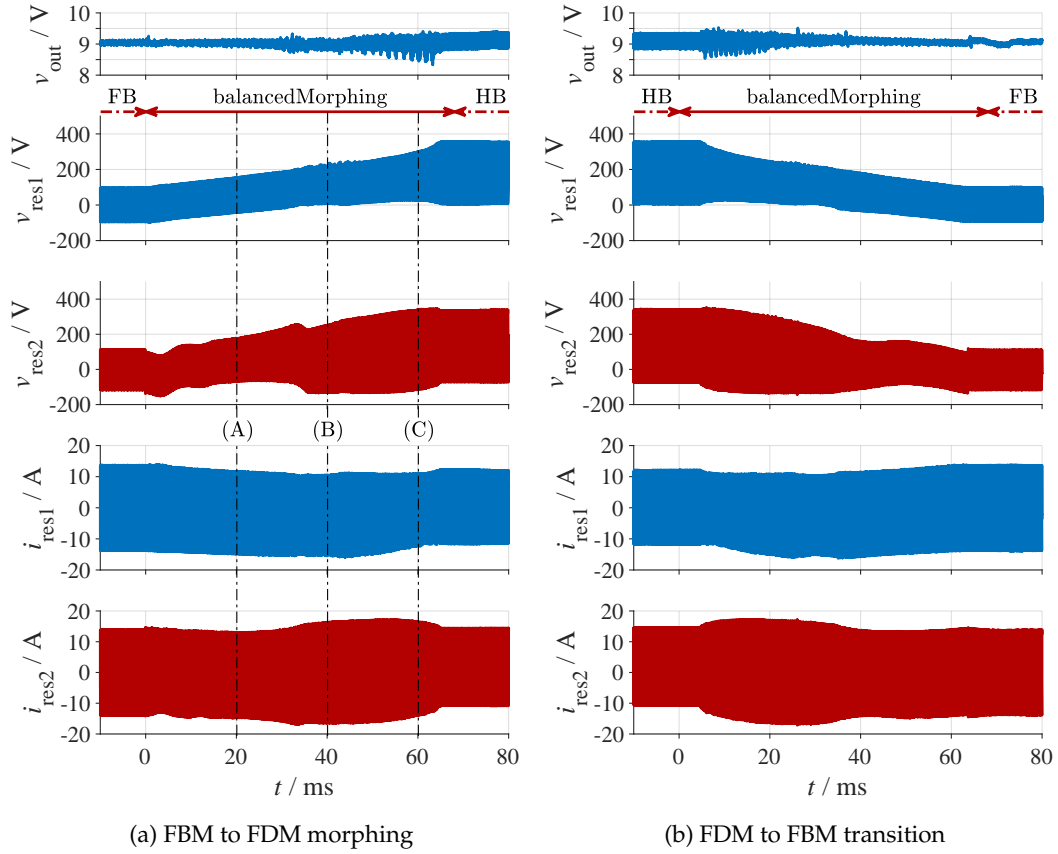 10
9
8
v_out / V
FB
balancedMorphing
HB
400
200
0
-200
v_res1 / V
400
200
0
-200
v_res2 / V
(A)
(B)
(C)
20
10
0
-10
-20
i_res1 / A
20
10
0
-10
-20
i_res2 / A
0
20
40
60
80
t / ms
(a) FBM to FDM morphing
10
9
8
v_out / V
HB
balancedMorphing
FB
400
200
0
-200
v_res1 / V
400
200
0
-200
v_res2 / V
20
10
0
-10
-20
i_res1 / A
20
10
0
-10
-20
i_res2 / A
0
20
40
60
80
t / ms
(b) FDM to FBM transition